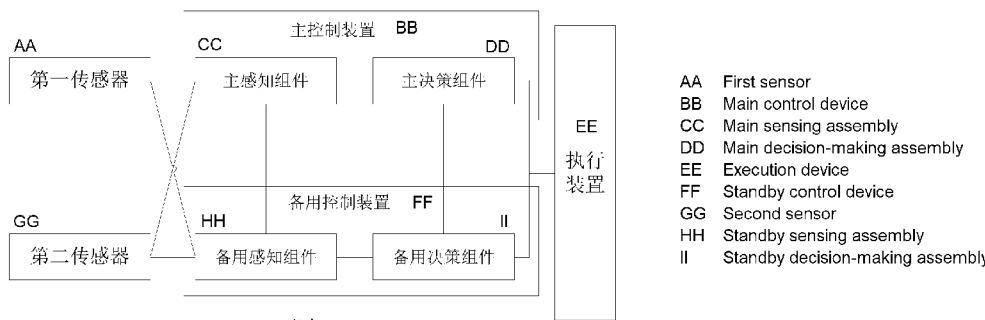 主控制装置 BB
AA
CC
DD
第一传感器
主感知组件
主决策组件
EE
执行
装置
备用控制装置 FF
GG
HH
II
第二传感器
备用感知组件
备用决策组件
AA First sensor
BB Main control device
CC Main sensing assembly
DD Main decision-making assembly
EE Execution device
FF Standby control device
GG Second sensor
HH Standby sensing assembly
II Standby decision-making assembly